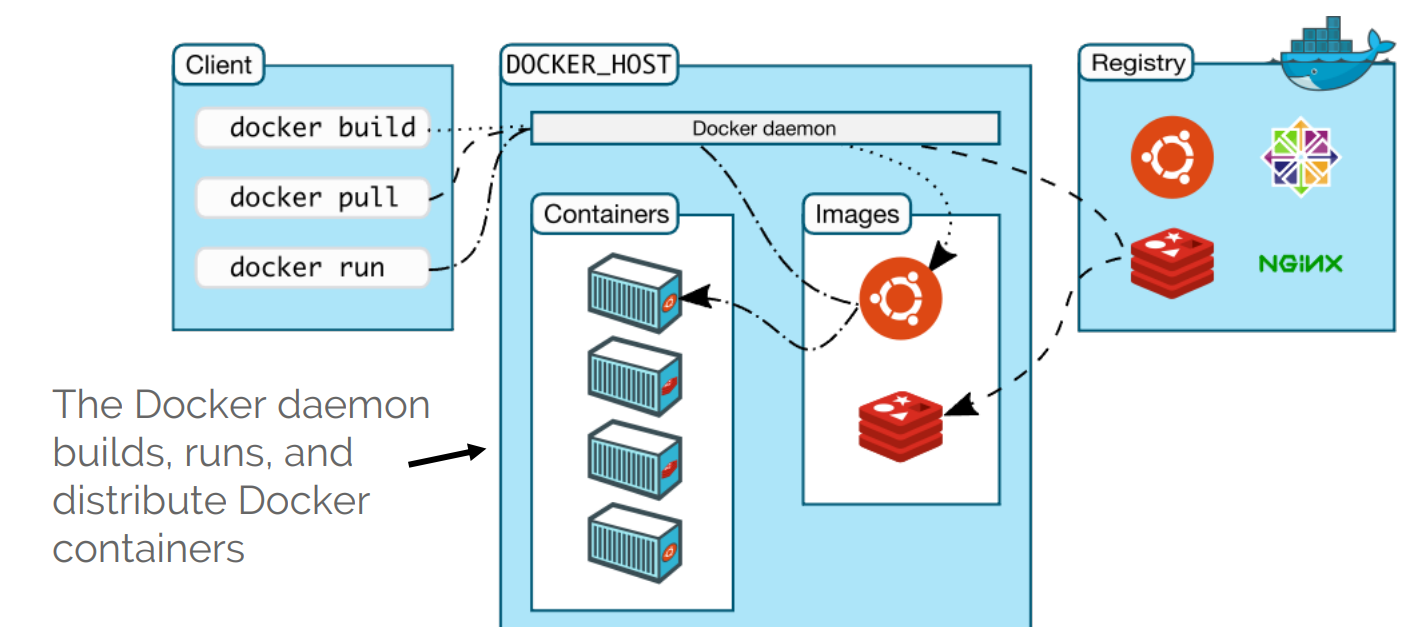 Client
docker build
docker pull
docker run
DOCKER_HOST
Docker daemon
Containers
Images
Registry
NGiNX
The Docker daemon
builds, runs, and
distribute Docker
containers